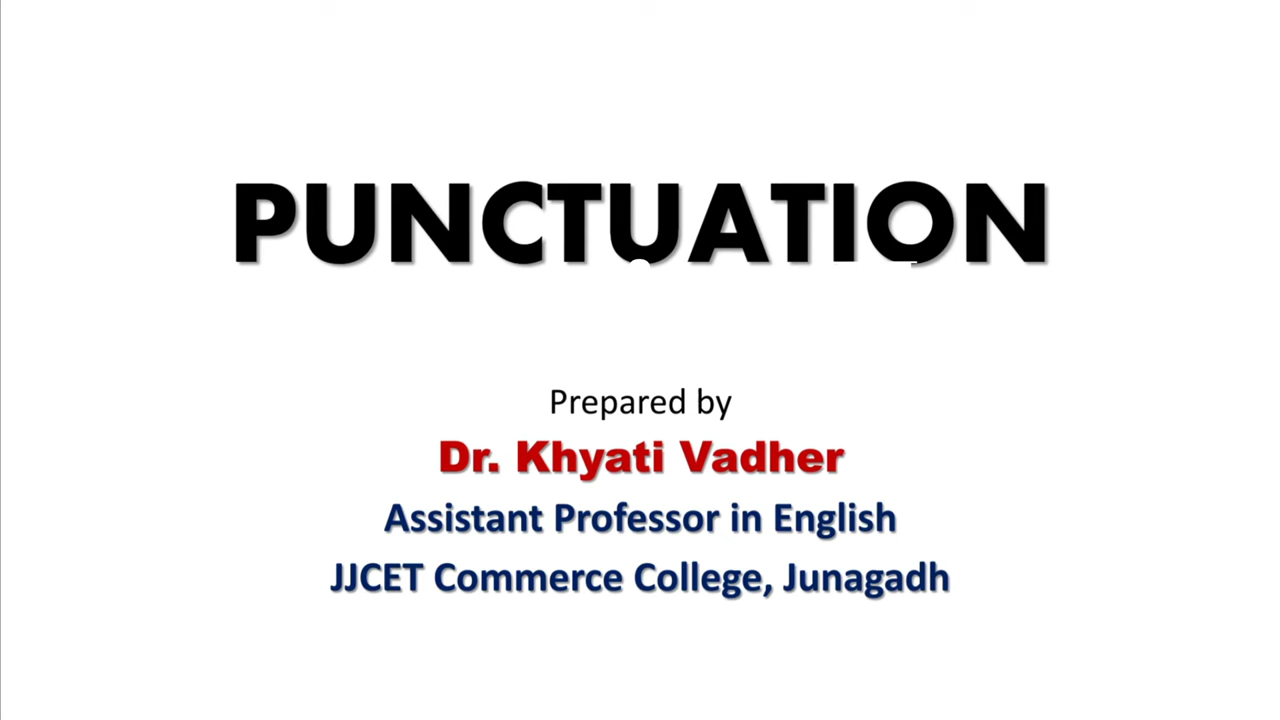 PUNCTUATION
Prepared by
Dr. Khyati Vadher
Assistant Professor in English
JJCET Commerce College, Junagadh